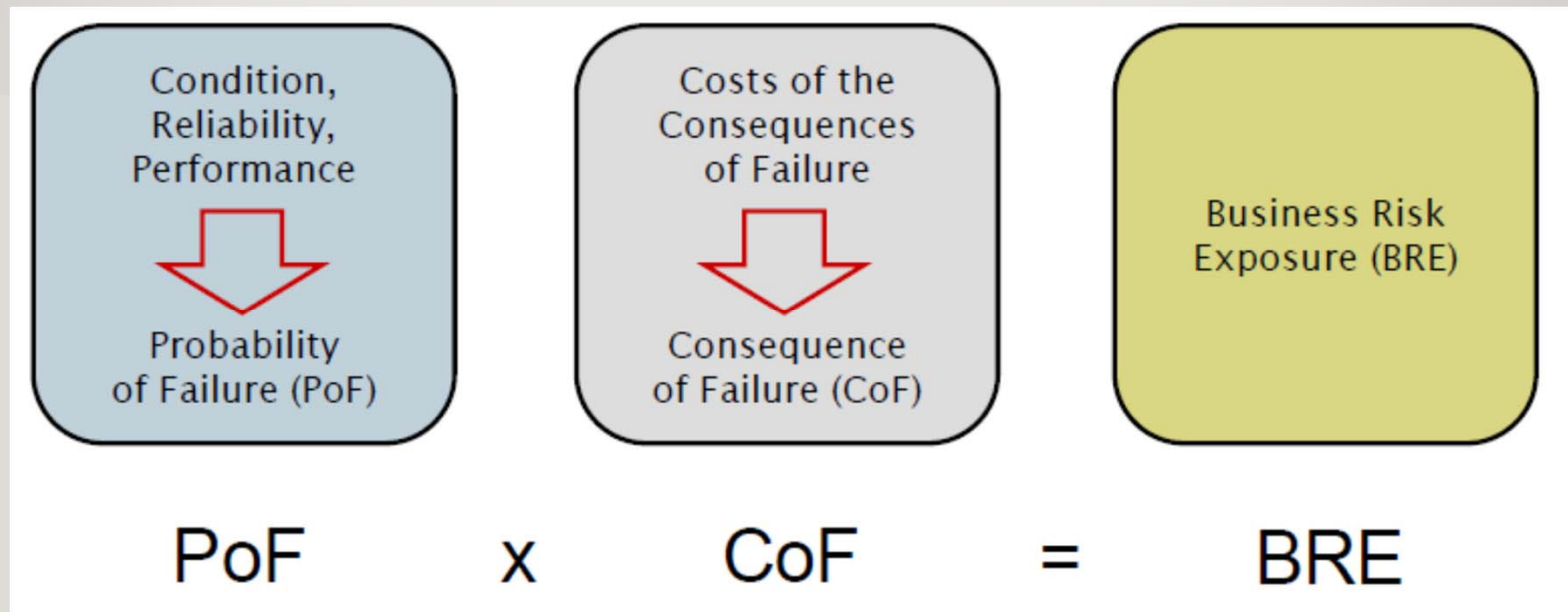 Condition,
Reliability,
Performance
Probability
of Failure (PoF)
Costs of the
Consequences
of Failure
Consequence
of Failure (CoF)
Business Risk
Exposure (BRE)
PoF x CoF = BRE